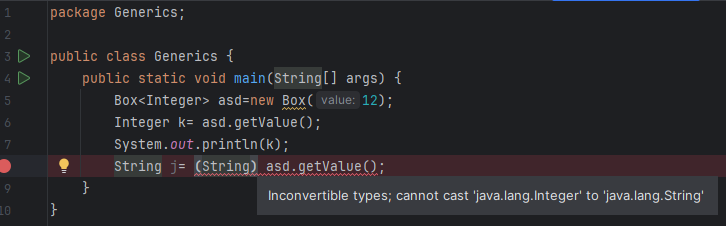 1 package Generics;
2
3 public class Generics {
4 public static void main(String[] args) {
5 Box<Integer> asd=new Box( value: 12);
6 Integer k= asd.getValue();
7 System.out.println(k);
String j= (String) asd.getValue();
9 }
Inconvertible types; cannot cast 'java.lang.Integer' to 'java.lang.String'
10 }